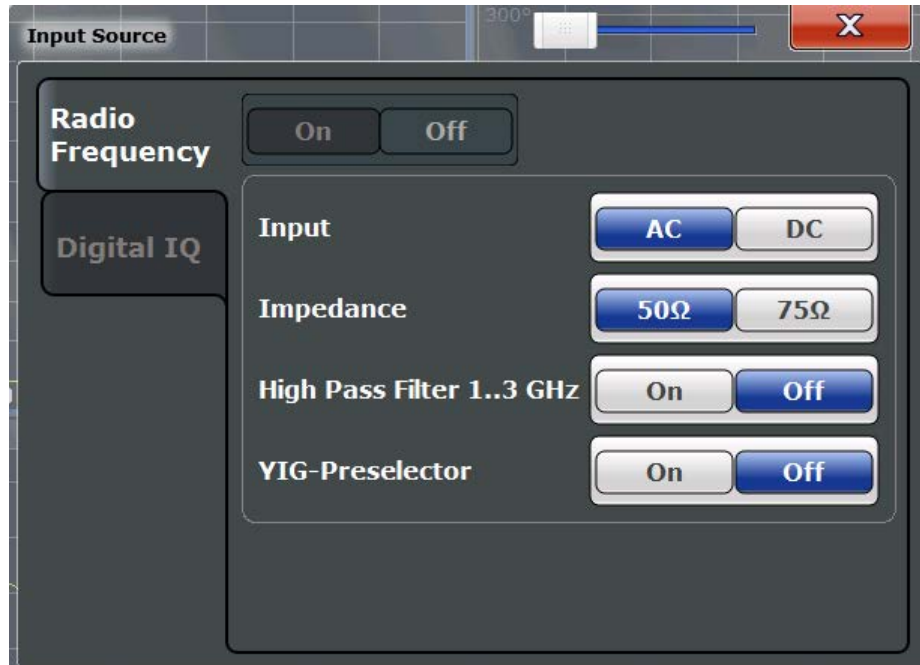 300°
Input Source
X
Radio
Frequency
On Off
Digital IQ
Input AC DC
Impedance 50Ω 75Ω
High Pass Filter 1..3 GHz On Off
YIG-Preselector On Off